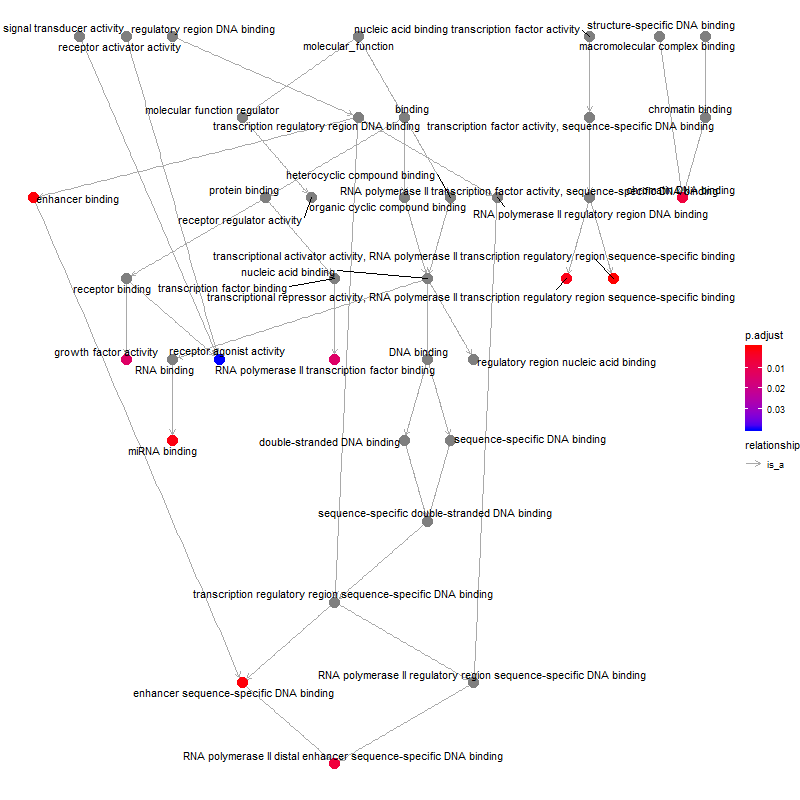 structure-specific DNA binding
signal transducer activity
regulatory region DNA binding
nucleic acid binding transcription factor activity
receptor activator activity
molecular_function
macromolecular complex binding
molecular function regulator
binding
chromatin binding
transcription regulatory region DNA binding
transcription factor activity, sequence-specific DNA binding
heterocyclic compound binding
protein binding
RNA polymerase II transcription factor activity, sequence-specific DNA binding
chromatin DNA binding
enhancer binding
organic cyclic compound binding
RNA polymerase II regulatory region DNA binding
receptor regulator activity
transcriptional activator activity, RNA polymerase II transcription regulatory region sequence-specific binding
nucleic acid binding
receptor binding
transcription factor binding
transcriptional repressor activity, RNA polymerase II transcription regulatory region sequence-specific binding
p.adjust
growth factor activity
receptor agonist activity
DNA binding
regulatory region nucleic acid binding
RNA binding
RNA polymerase II transcription factor binding
0.01
0.02
0.03
double-stranded DNA binding
sequence-specific DNA binding
relationship
miRNA binding
is_a
sequence-specific double-stranded DNA binding
transcription regulatory region sequence-specific DNA binding
RNA polymerase II regulatory region sequence-specific DNA binding
enhancer sequence-specific DNA binding
RNA polymerase II distal enhancer sequence-specific DNA binding